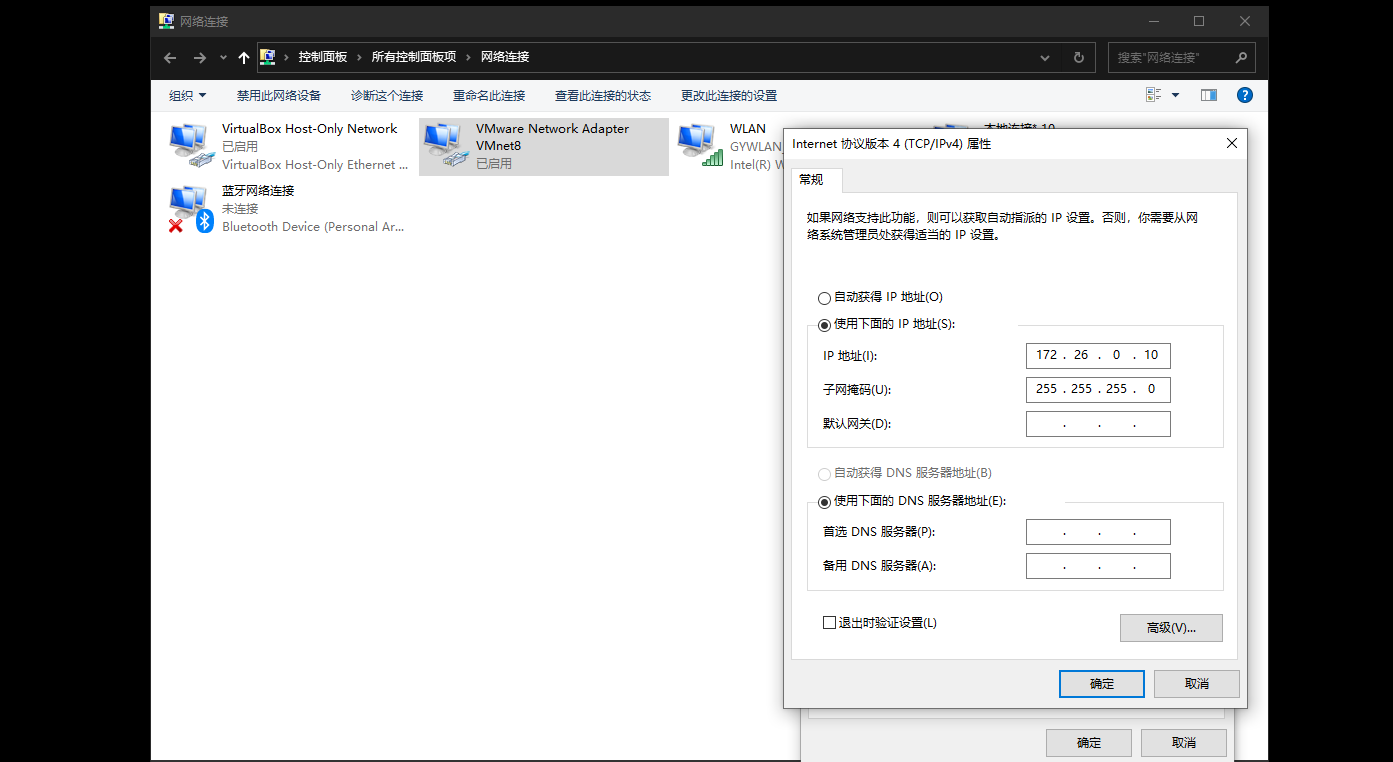 网络连接
控制面板 › 所有控制面板项 › 网络连接
搜索"网络连接"
组织 禁用此网络设备 诊断这个连接 重命名此连接 查看此连接的状态 更改此连接的设置
VirtualBox Host-Only Network
已启用
VirtualBox Host-Only Ethernet ...
VMware Network Adapter
VMnet8
已启用
WLAN
GYWLAN
Intel(R) W
蓝牙网络连接
未连接
Bluetooth Device (Personal Ar...
Internet 协议版本 4 (TCP/IPv4) 属性
常规
如果网络支持此功能，则可以获取自动指派的 IP 设置。否则，你需要从网
络系统管理员处获得适当的 IP 设置。
自动获得 IP 地址(O)
使用下面的 IP 地址(S):
IP 地址(I): 172 . 26 . 0 . 10
子网掩码(U): 255 . 255 . 255 . 0
默认网关(D): . . .
自动获得 DNS 服务器地址(B)
使用下面的 DNS 服务器地址(E):
首选 DNS 服务器(P): . . .
备用 DNS 服务器(A): . . .
退出时验证设置(L)
高级(V)...
确定 取消
确定 取消